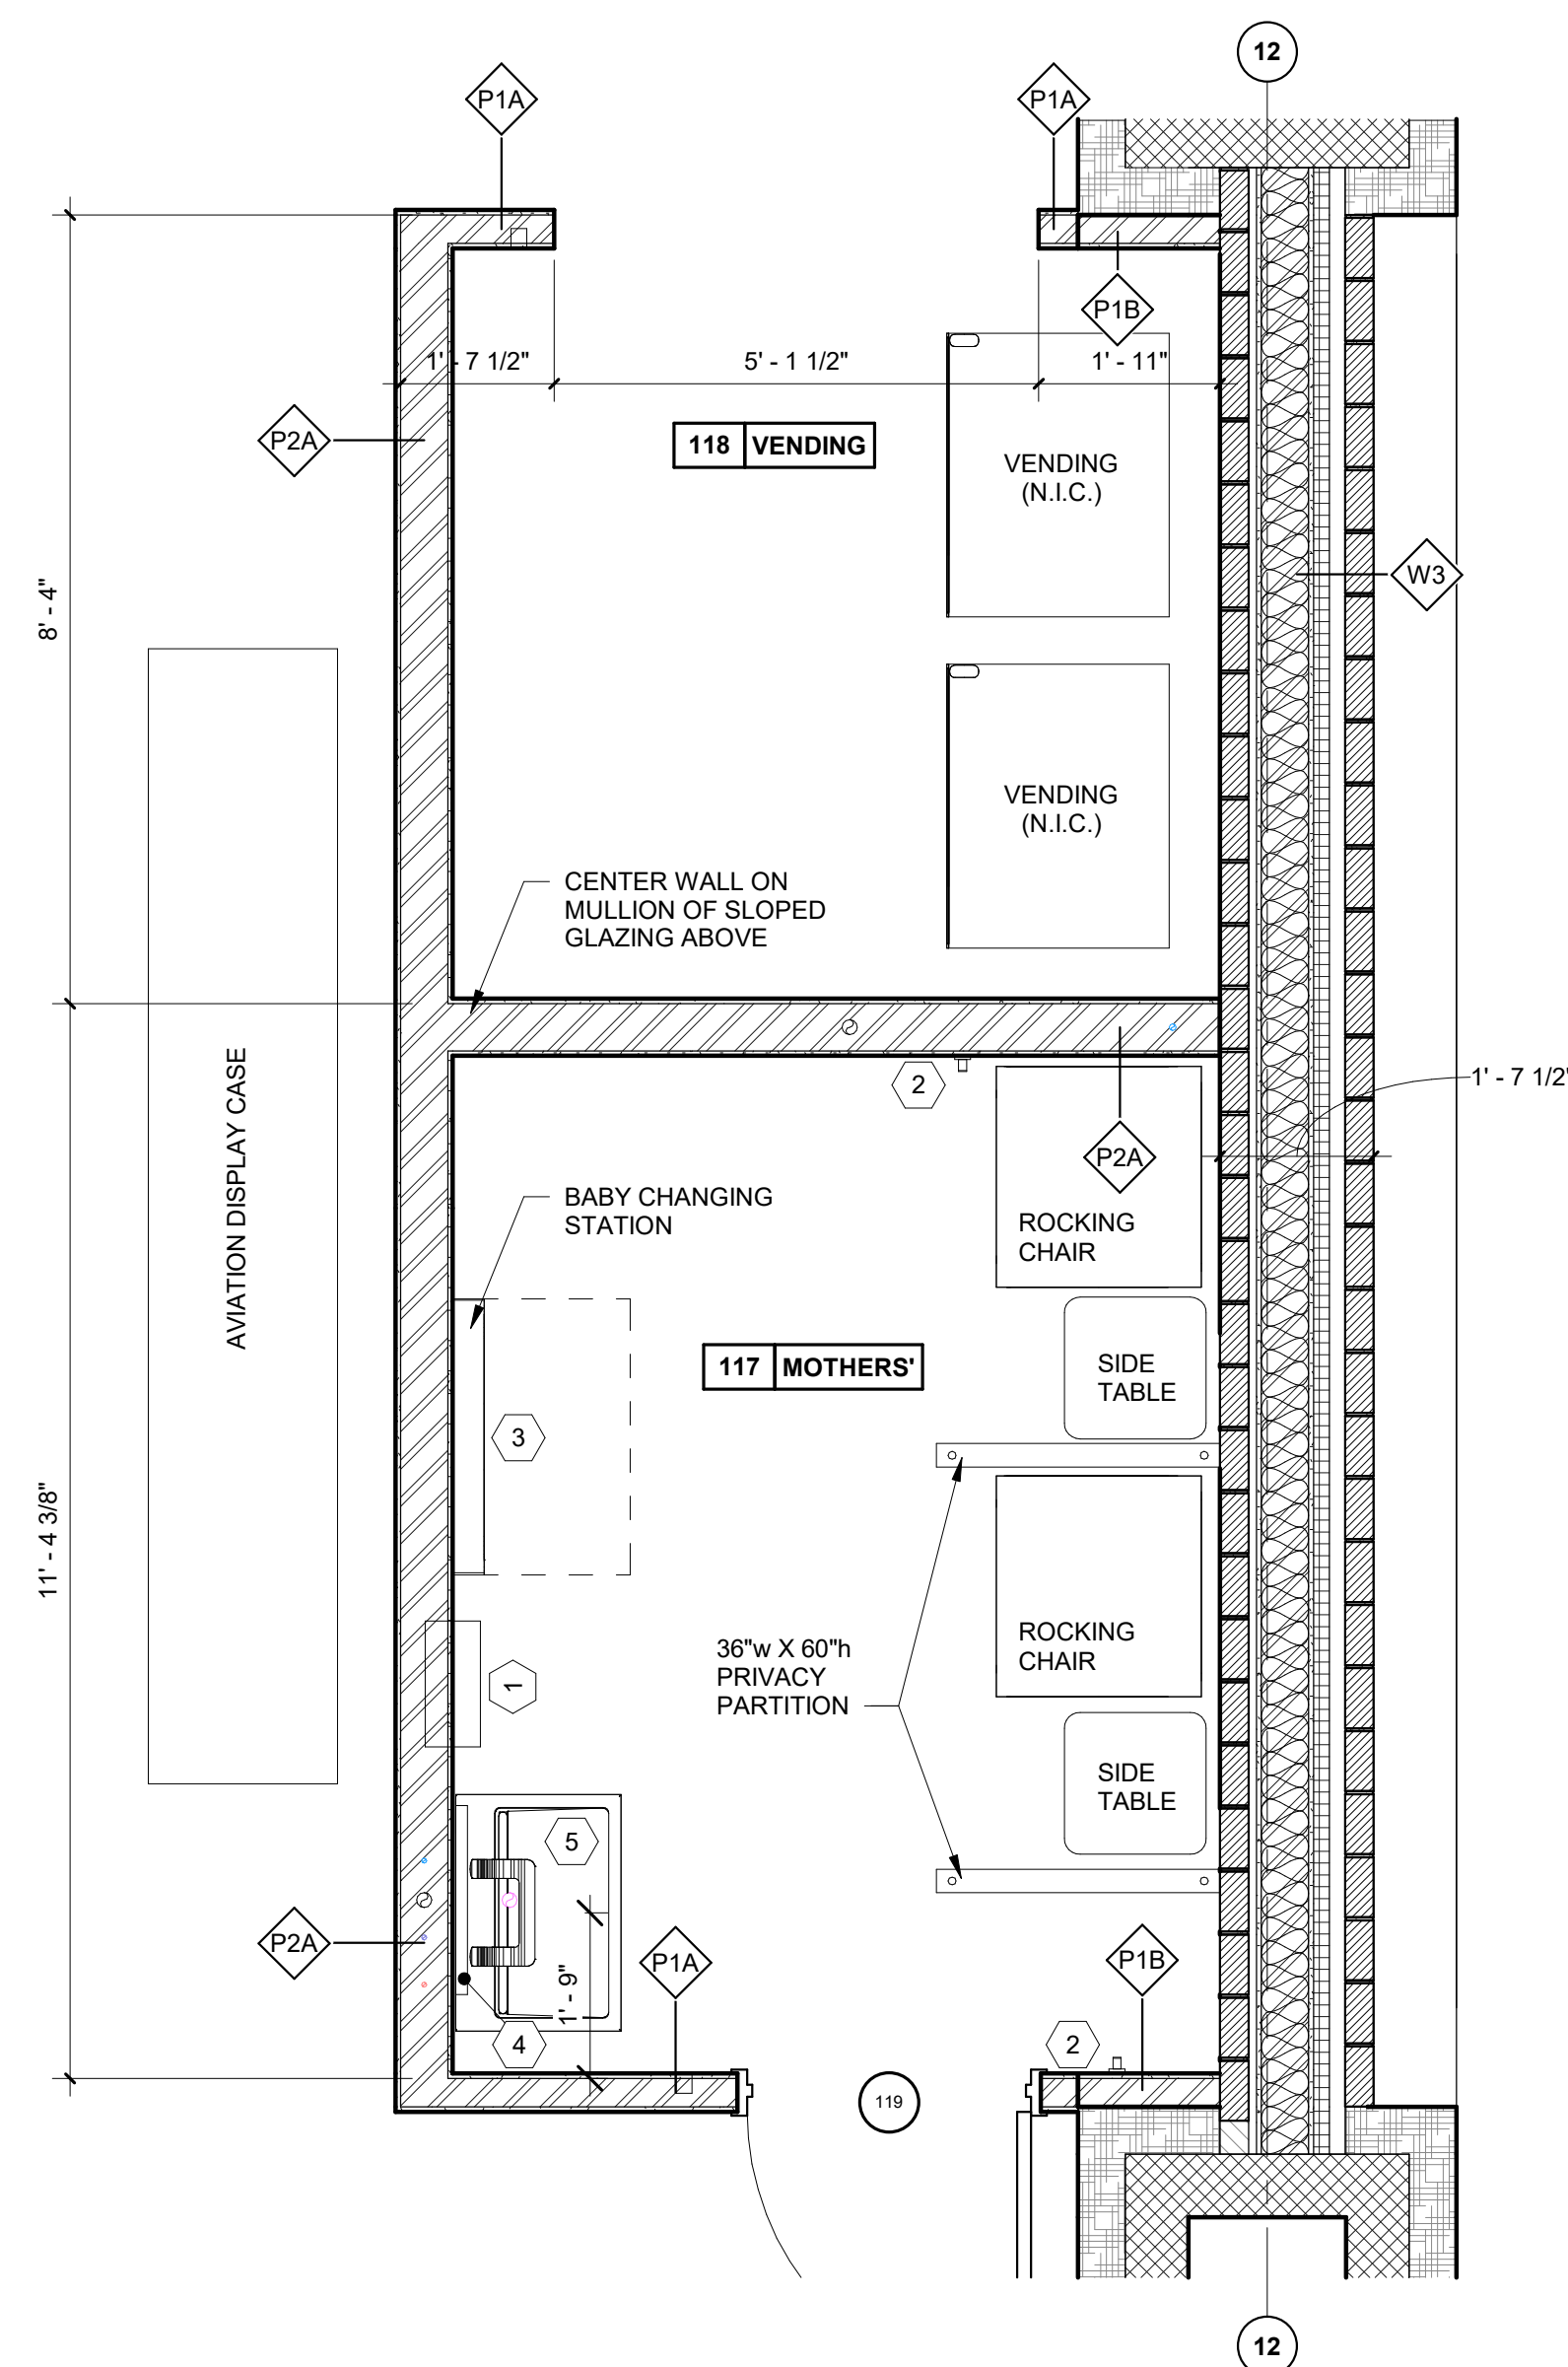 12
P1A
P1A
P1B
1' - 7 1/2"
5' - 1 1/2"
1' - 11"
P2A
118 VENDING
VENDING
(N.I.C.)
W3
8' - 4"
VENDING
(N.I.C.)
CENTER WALL ON
MULLION OF SLOPED
GLAZING ABOVE
AVIATION DISPLAY CASE
2
1' - 7 1/2"
P2A
BABY CHANGING
STATION
ROCKING
CHAIR
117 MOTHERS'
SIDE
TABLE
3
11' - 4 3/8"
36"w X 60"h
PRIVACY
PARTITION
ROCKING
CHAIR
1
SIDE
TABLE
5
P2A
P1A
P1B
1' - 9"
4
2
119
12